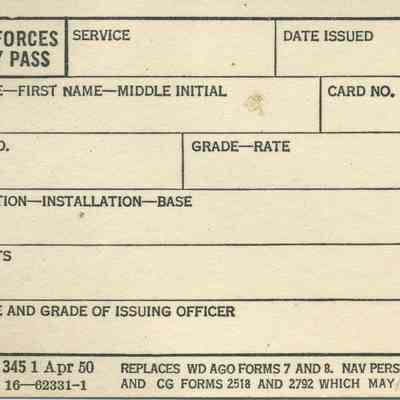 FORCES
Y PASS
SERVICE
DATE ISSUED
E—FIRST NAME—MIDDLE INITIAL
CARD NO.
O.
GRADE—RATE
TION—INSTALLATION—BASE
TS
E AND GRADE OF ISSUING OFFICER
345 1 Apr 50
16—62331-1
REPLACES WD AGO FORMS 7 AND 8. NAV PERS
AND CG FORMS 2518 AND 2792 WHICH MAY